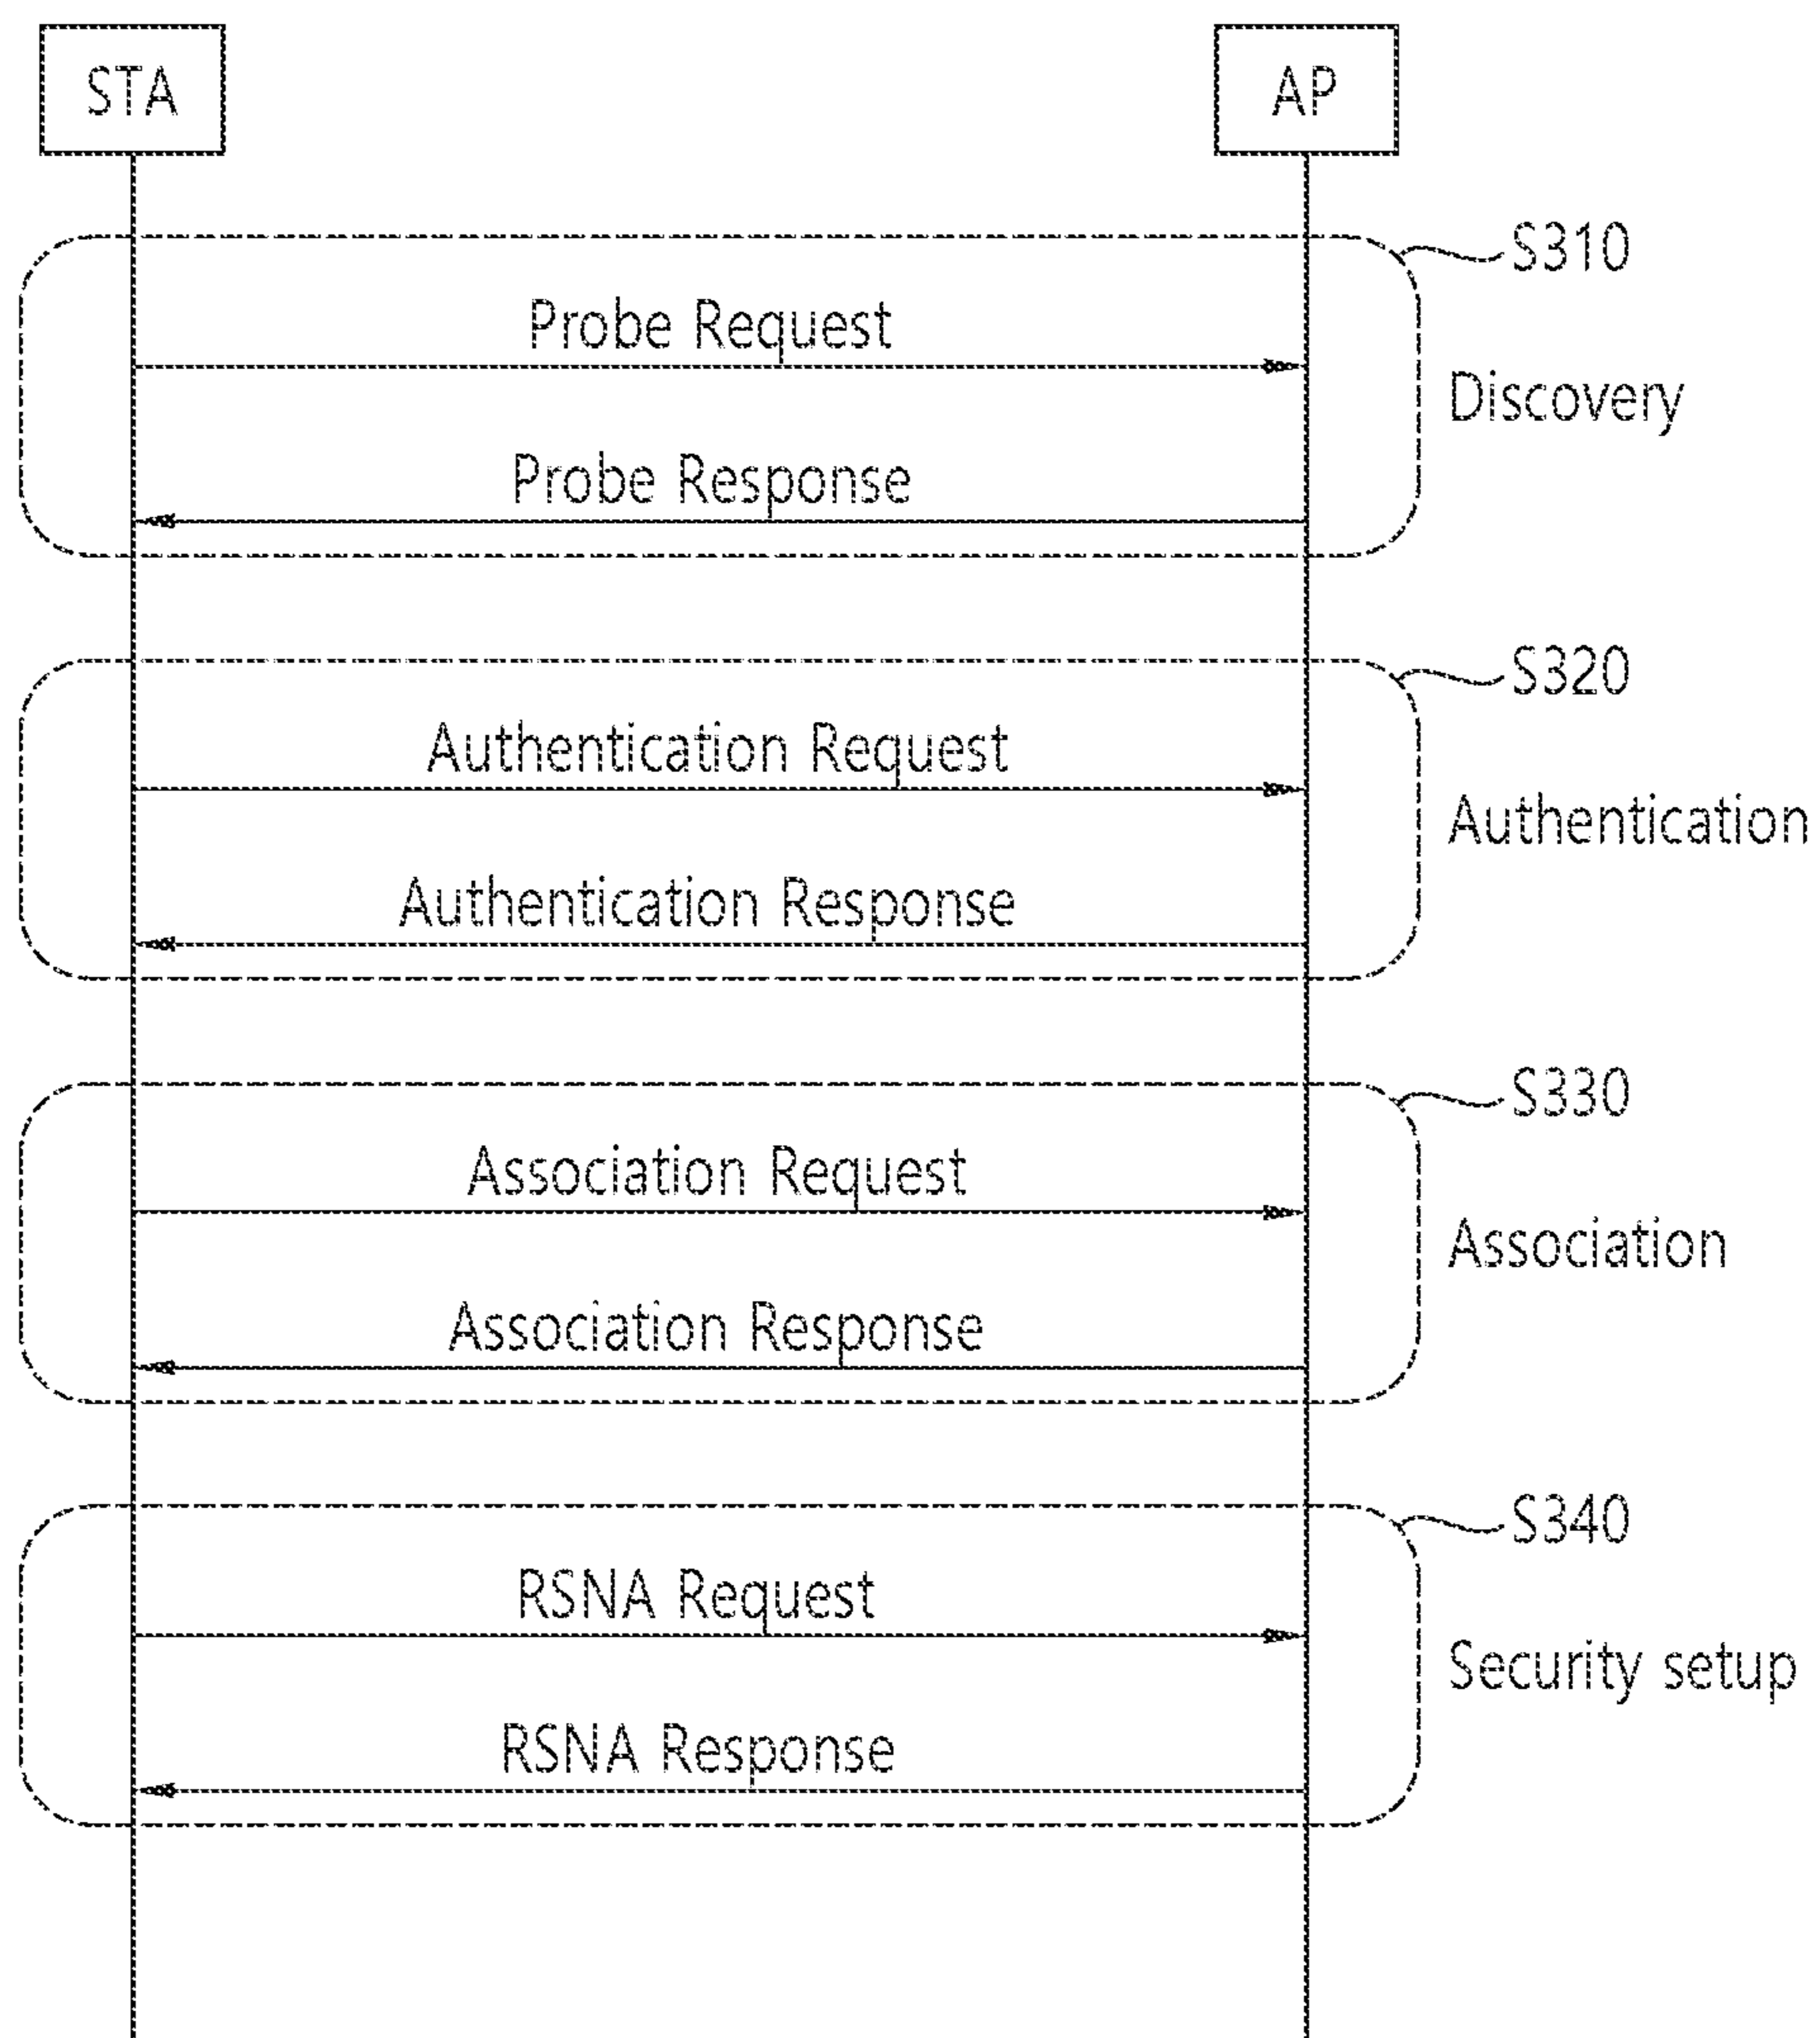 STA
AP
S310
Probe Request
Discovery
Probe Response
S320
Authentication Request
Authentication
Authentication Response
S330
Association Request
Association
Association Response
S340
RSNA Request
Security setup
RSNA Response